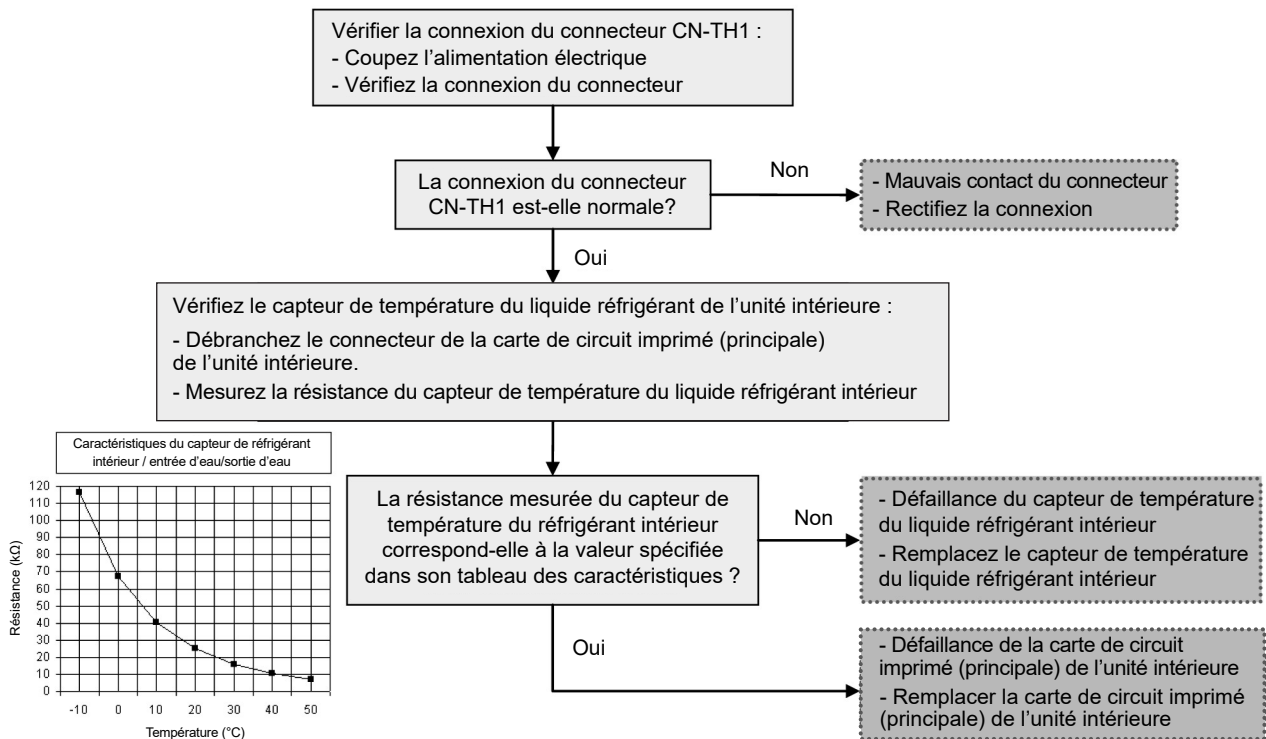 Vérifier la connexion du connecteur CN-TH1 :
- Coupez l'alimentation électrique
- Vérifiez la connexion du connecteur
La connexion du connecteur
CN-TH1 est-elle normale?
Non
- Mauvais contact du connecteur
- Rectifiez la connexion
Oui
Vérifiez le capteur de température du liquide réfrigérant de l'unité intérieure :
- Débranchez le connecteur de la carte de circuit imprimé (principale)
de l'unité intérieure.
- Mesurez la résistance du capteur de température du liquide réfrigérant intérieur
Caractéristiques du capteur de réfrigérant
intérieur / entrée d'eau/sortie d'eau
Résistance (kΩ)
120
110
100
90
80
70
60
50
40
30
20
10
0
-10 0 10 20 30 40 50
Température (°C)
La résistance mesurée du capteur de
température du réfrigérant intérieur
correspond-elle à la valeur spécifiée
dans son tableau des caractéristiques ?
Non
- Défaillance du capteur de température
du liquide réfrigérant intérieur
- Remplacez le capteur de température
du liquide réfrigérant intérieur
Oui
- Défaillance de la carte de circuit
imprimé (principale) de l'unité intérieure
- Remplacer la carte de circuit imprimé
(principale) de l'unité intérieure